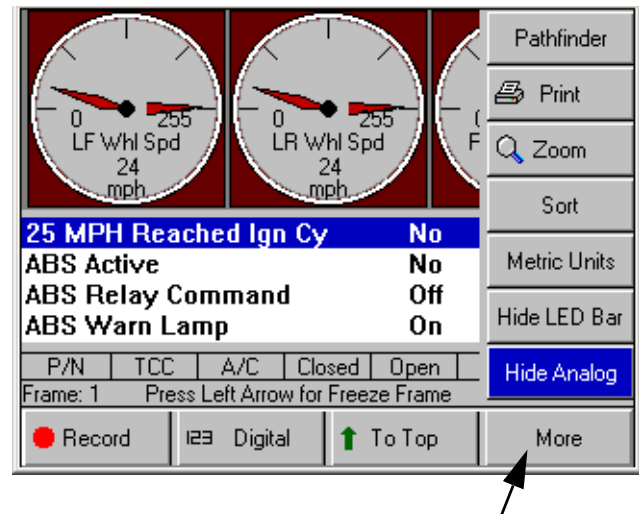 0 255
LF Whl Spd
24
mph
0 255
LR Whl Spd
24
mph
F
Pathfinder
Print
Zoom
Sort
Metric Units
Hide LED Bar
Hide Analog
25 MPH Reached Ign Cy No
ABS Active No
ABS Relay Command Off
ABS Warn Lamp On
P/N TCC A/C Closed Open
Frame: 1 Press Left Arrow for Freeze Frame
Record 123 Digital To Top More